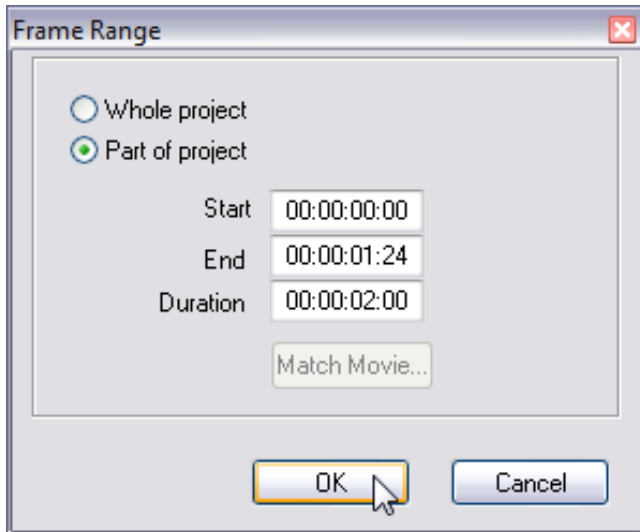 Frame Range
Whole project
Part of project
Start 00:00:00:00
End 00:00:01:24
Duration 00:00:02:00
Match Movie...
OK Cancel